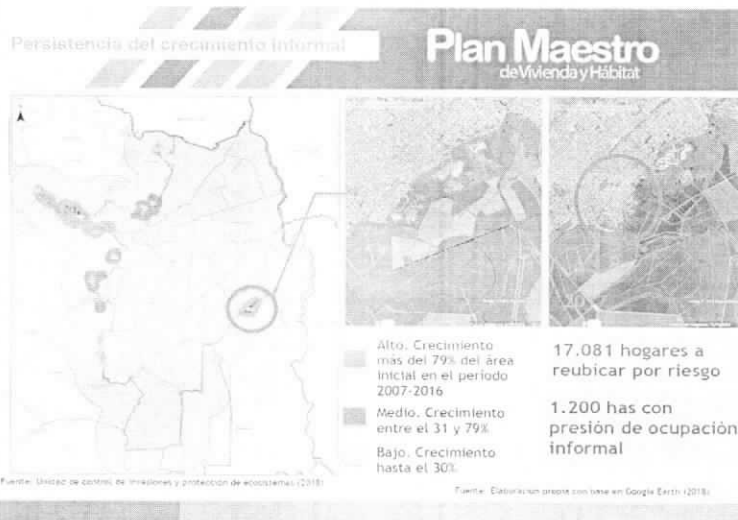 Persistencia del crecimiento informal
Plan Maestro
de Vivienda y Hábitat
Alto. Crecimiento
más del 79% del área
inicial en el período
2007-2016
Medio. Crecimiento
entre el 31 y 79%
Bajo. Crecimiento
hasta el 30%
17.081 hogares a
reubicar por riesgo
1.200 has con
presión de ocupación
informal
Fuente: Unidad de control de invasiones y protección de ecosistemas (2018)
Fuente: Elaboración propia con base en Google Earth (2018)